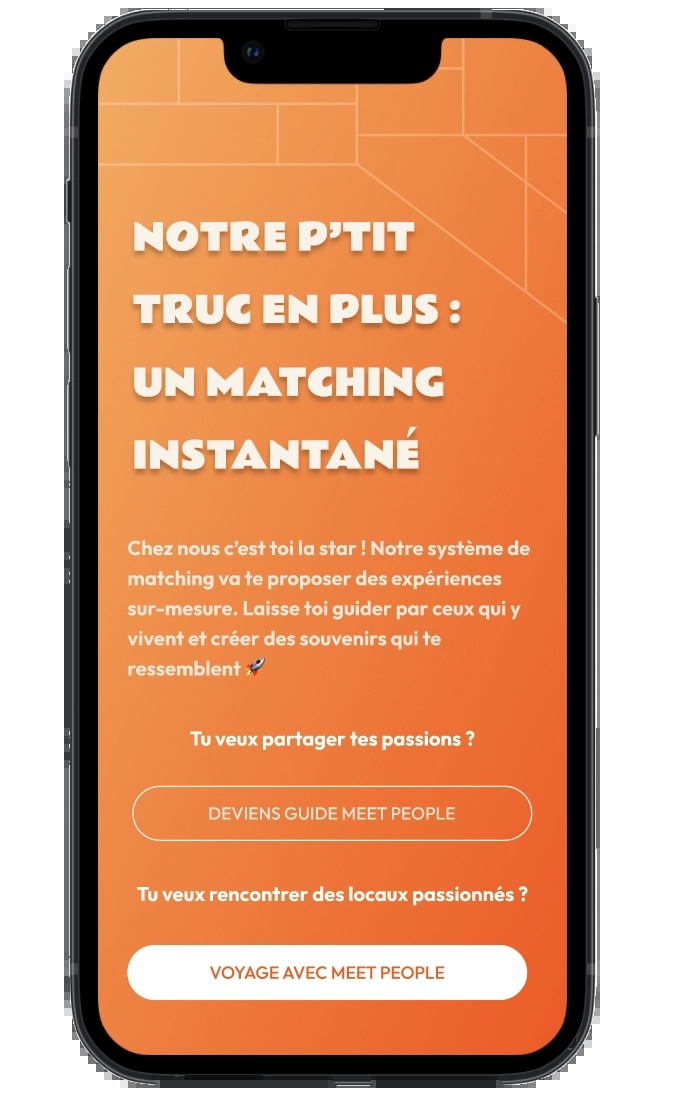 NOTRE P’TIT
TRUC EN PLUS :
UN MATCHING
INSTANTANÉ
Chez nous c’est toi la star ! Notre système de
matching va te proposer des expériences
sur-mesure. Laisse toi guider par ceux qui y
vivent et créer des souvenirs qui te
ressemblent 🚀
Tu veux partager tes passions ?
DEVIENS GUIDE MEET PEOPLE
Tu veux rencontrer des locaux passionnés ?
VOYAGE AVEC MEET PEOPLE